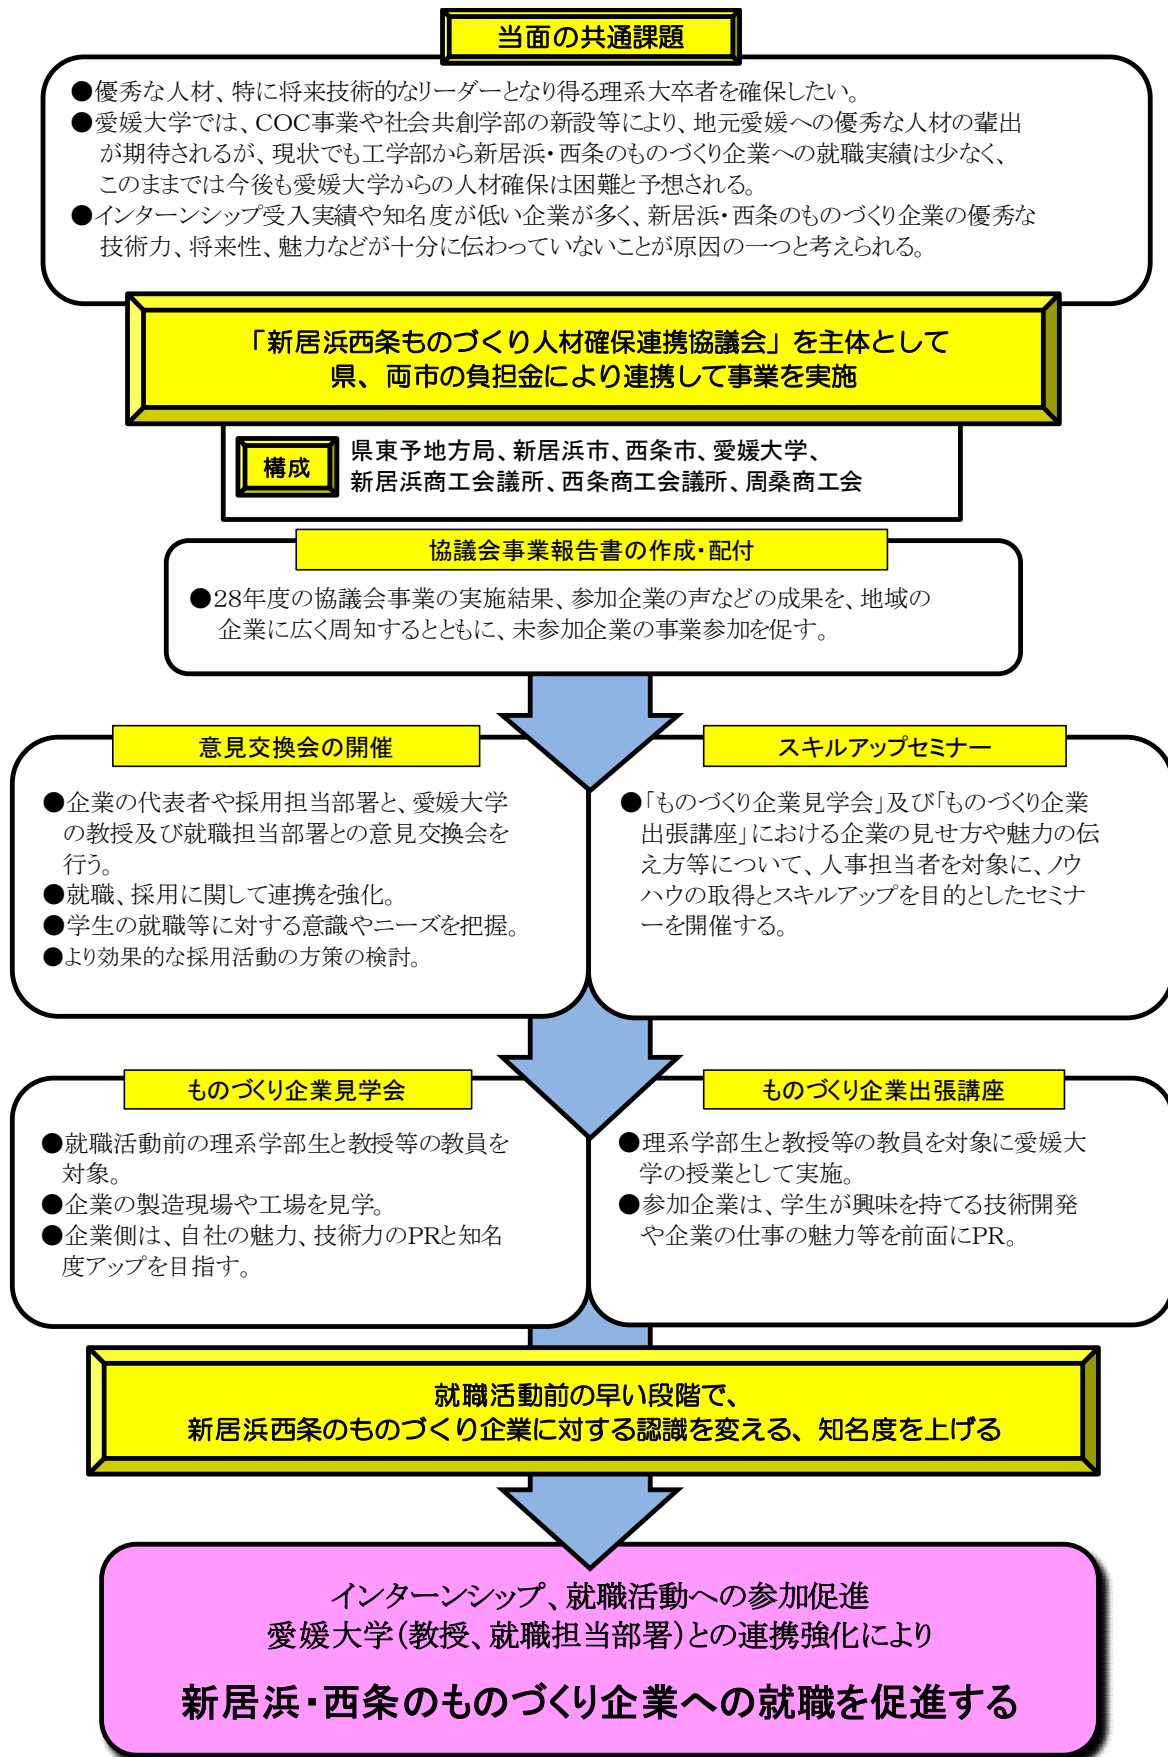 当面の共通課題
●優秀な人材、特に将来技術的なリーダーとなり得る理系大卒者を確保したい。
●愛媛大学では、COC事業や社会共創学部の新設等により、地元愛媛への優秀な人材の輩出
が期待されるが、現状でも工学部から新居浜・西条のものづくり企業への就職実績は少なく、
このままでは今後も愛媛大学からの人材確保は困難と予想される。
●インターンシップ受入実績や知名度が低い企業が多く、新居浜・西条のものづくり企業の優秀な
技術力、将来性、魅力などが十分に伝わっていないことが原因の一つと考えられる。
「新居浜西条ものづくり人材確保連携協議会」を主体として
県、両市の負担金により連携して事業を実施
構成
県東予地方局、新居浜市、西条市、愛媛大学、
新居浜商工会議所、西条商工会議所、周桑商工会
協議会事業報告書の作成・配付
●28年度の協議会事業の実施結果、参加企業の声などの成果を、地域の
企業に広く周知するとともに、未参加企業の事業参加を促す。
意見交換会の開催
●企業の代表者や採用担当部署と、愛媛大学
の教授及び就職担当部署との意見交換会を
行う。
●就職、採用に関して連携を強化。
●学生の就職等に対する意識やニーズを把握。
●より効果的な採用活動の方策の検討。
スキルアップセミナー
●「ものづくり企業見学会」及び「ものづくり企業
出張講座」における企業の見せ方や魅力の伝
え方等について、人事担当者を対象に、ノウ
ハウの取得とスキルアップを目的としたセミナ
ーを開催する。
ものづくり企業見学会
●就職活動前の理系学部生と教授等の教員を
対象。
●企業の製造現場や工場を見学。
●企業側は、自社の魅力、技術力のPRと知名
度アップを目指す。
ものづくり企業出張講座
●理系学部生と教授等の教員を対象に愛媛大
学の授業として実施。
●参加企業は、学生が興味を持てる技術開発
や企業の仕事の魅力等を前面にPR。
就職活動前の早い段階で、
新居浜西条のものづくり企業に対する認識を変える、知名度を上げる
インターンシップ、就職活動への参加促進
愛媛大学(教授、就職担当部署)との連携強化により
新居浜・西条のものづくり企業への就職を促進する